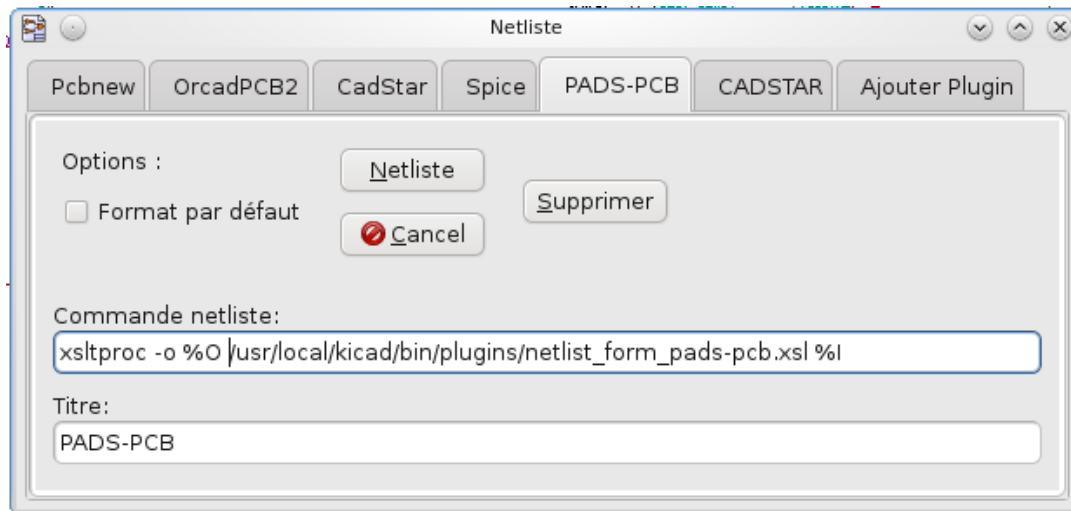 Netliste
Pcbnew OrcadPCB2 CadStar Spice PADS-PCB CADSTAR Ajouter Plugin
Options :
Netliste
Supprimer
Format par défaut
Cancel
Commande netliste:
xsltproc -o %O /usr/local/kicad/bin/plugins/netlist_form_pads-pcb.xsl %I
Titre:
PADS-PCB